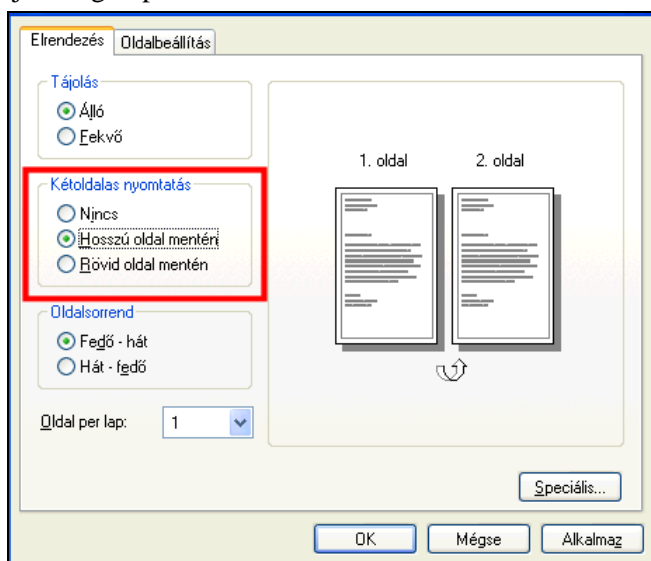 Elrendezés Oldalbeállítás
Tájolás
Álló
Fekvő
Kétoldalas nyomtatás
Nincs
Hosszú oldal mentén
Rövid oldal mentén
Oldalsorrend
Fedő - hát
Hát - fedő
Oldal per lap: 1
1. oldal 2. oldal
Speciális...
OK Mégse Alkalmaz